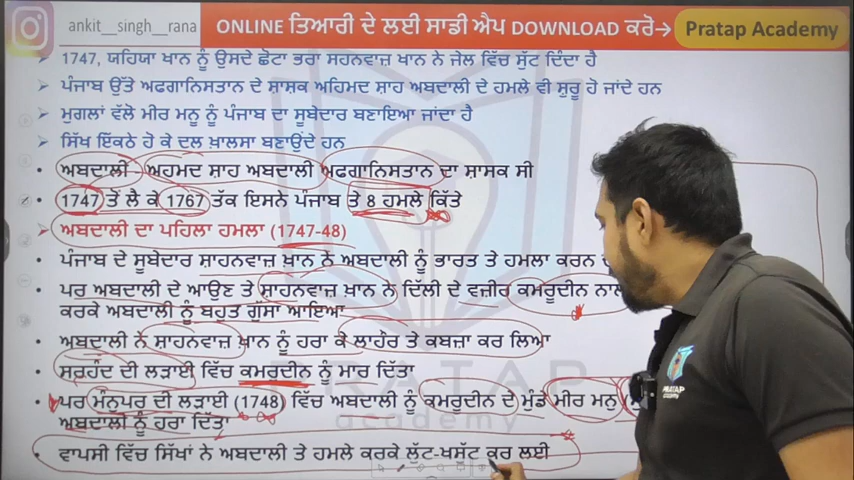 ankit__singh__rana ONLINE ਤਿਆਰੀ ਦੇ ਲਈ ਸਾਡੀ ਐਪ DOWNLOAD ਕਰੋ→ Pratap Academy
➤ 1747, ਯਹਿਯਾ ਖਾਨ ਨੂੰ ਉਸਦੇ ਛੋਟਾ ਭਰਾ ਸਹਨਵਾਜ਼ ਖਾਨ ਨੇ ਜੇਲ ਵਿੱਚ ਸੁੱਟ ਦਿੰਦਾ ਹੈ
➤ ਪੰਜਾਬ ਉੱਤੇ ਅਫਗਾਨਿਸਤਾਨ ਦੇ ਸ਼ਾਸ਼ਕ ਅਹਿਮਦ ਸ਼ਾਹ ਅਬਦਾਲੀ ਦੇ ਹਮਲੇ ਵੀ ਸ਼ੁਰੂ ਹੋ ਜਾਂਦੇ ਹਨ
➤ ਮੁਗਲਾਂ ਵੱਲੋ ਮੀਰ ਮਨੂ ਨੂੰ ਪੰਜਾਬ ਦਾ ਸੂਬੇਦਾਰ ਬਣਾਇਆ ਜਾਂਦਾ ਹੈ
➤ ਸਿੱਖ ਇੱਕਠੇ ਹੋ ਕੇ ਦਲ ਖ਼ਾਲਸਾ ਬਣਾਉਂਦੇ ਹਨ
• ਅਬਦਾਲੀ - ਅਹਮਦ ਸ਼ਾਹ ਅਬਦਾਲੀ ਅਫਗਾਨਿਸਤਾਨ ਦਾ ਸ਼ਾਸਕ ਸੀ
• 1747 ਤੋਂ ਲੈ ਕੇ 1767 ਤੱਕ ਇਸਨੇ ਪੰਜਾਬ ਤੇ 8 ਹਮਲੇ ਕਿੱਤੇ
➤ ਅਬਦਾਲੀ ਦਾ ਪਹਿਲਾ ਹਮਲਾ (1747-48)
• ਪੰਜਾਬ ਦੇ ਸੂਬੇਦਾਰ ਸ਼ਾਹਨਵਾਜ਼ ਖ਼ਾਨ ਨੇ ਅਬਦਾਲੀ ਨੂੰ ਭਾਰਤ ਤੇ ਹਮਲਾ ਕਰਨ
• ਪਰ ਅਬਦਾਲੀ ਦੇ ਆਉਣ ਤੇ ਸ਼ਾਹਨਵਾਜ਼ ਖ਼ਾਨ ਨੇ ਦਿੱਲੀ ਦੇ ਵਜ਼ੀਰ ਕਮਰੂਦੀਨ ਨਾਲ
ਕਰਕੇ ਅਬਦਾਲੀ ਨੂੰ ਬਹੁਤ ਗੁੱਸਾ ਆਇਆ
• ਅਬਦਾਲੀ ਨੇ ਸ਼ਾਹਨਵਾਜ਼ ਖ਼ਾਨ ਨੂੰ ਹਰਾ ਕੇ ਲਾਹੌਰ ਤੇ ਕਬਜ਼ਾ ਕਰ ਲਿਆ
• ਸਰਹੰਦ ਦੀ ਲੜਾਈ ਵਿੱਚ ਕਮਰੂਦੀਨ ਨੂੰ ਮਾਰ ਦਿੱਤਾ
• ਪਰ ਮੰਨੂਪੁਰ ਦੀ ਲੜਾਈ (1748) ਵਿੱਚ ਅਬਦਾਲੀ ਨੂੰ ਕਮਰੂਦੀਨ ਦੇ ਮੁੰਡੇ ਮੀਰ ਮਨੂ
ਅਬਦਾਲੀ ਨੂੰ ਹਰਾ ਦਿੱਤਾ
• ਵਾਪਸੀ ਵਿੱਚ ਸਿੱਖਾਂ ਨੇ ਅਬਦਾਲੀ ਤੇ ਹਮਲੇ ਕਰਕੇ ਲੁੱਟ-ਖਸੁੱਟ ਕਰ ਲਈ
PRATAP
academy
PRATAP